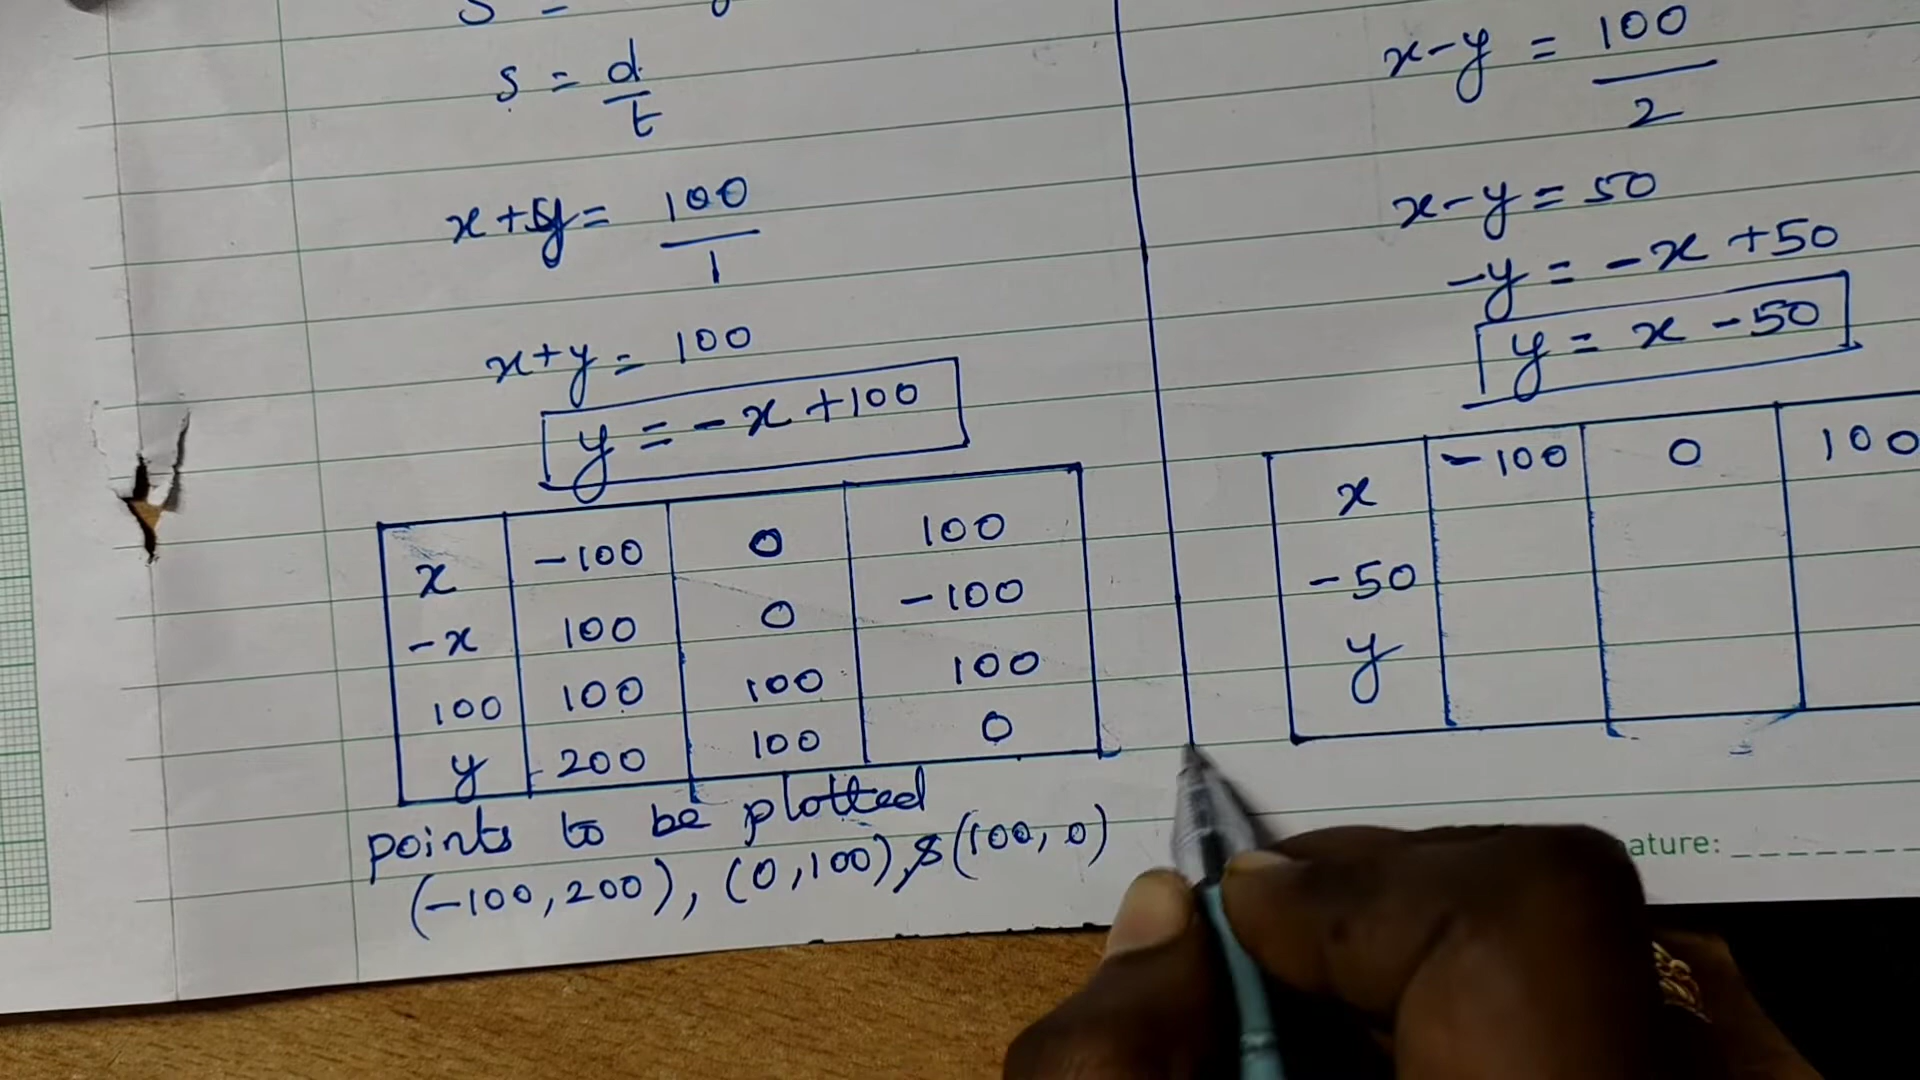 s = d/t
x+y = 100/1
x+y = 100
y = -x +100
x -100 0 100
-x 100 0 -100
100 100 100 100
y 200 100 0
points to be plotted
(-100,200), (0,100), & (100, 0)
x-y = 100/2
x-y = 50
-y = -x +50
y = x -50
x -100 0 100
-50
y
ature: